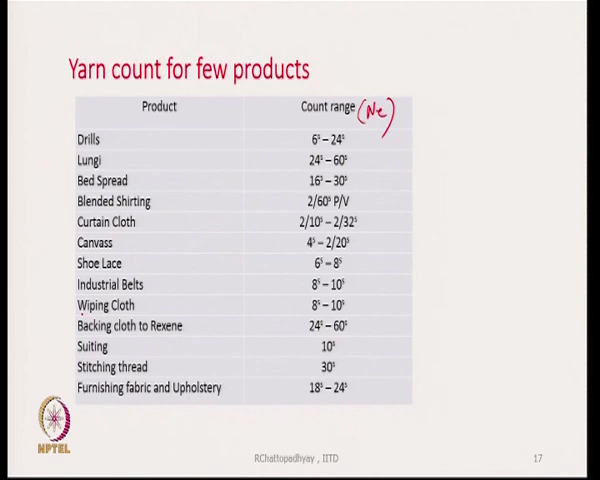 Yarn count for few products
Product Count range (Ne)
Drills 6ˢ – 24ˢ
Lungi 24ˢ – 60ˢ
Bed Spread 16ˢ – 30ˢ
Blended Shirting 2/60ˢ P/V
Curtain Cloth 2/10ˢ – 2/32ˢ
Canvass 4ˢ – 2/20ˢ
Shoe Lace 6ˢ – 8ˢ
Industrial Belts 8ˢ – 10ˢ
Wiping Cloth 8ˢ – 10ˢ
Backing cloth to Rexene 24ˢ – 60ˢ
Suiting 10ˢ
Stitching thread 30ˢ
Furnishing fabric and Upholstery 18ˢ – 24ˢ
NPTEL
RChattopadhyay , IITD 17